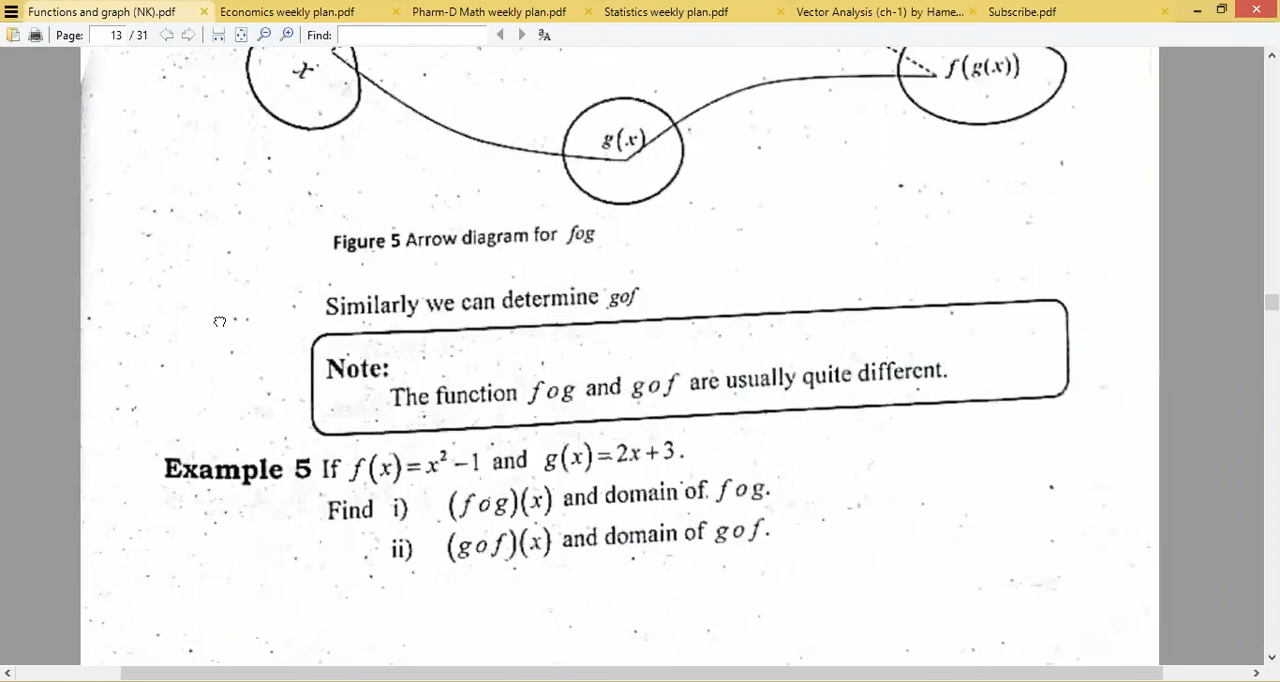 Functions and graph (NK).pdf × Economics weekly plan.pdf × Pharm-D Math weekly plan.pdf × Statistics weekly plan.pdf × Vector Analysis (ch-1) by Hame... × Subscribe.pdf ×
Page: 13 / 31 Find:
x f(g(x))
g(x)
Figure 5 Arrow diagram for fog
Similarly we can determine gof
Note:
The function fog and gof are usually quite different.
Example 5 If f(x)=x²−1 and g(x)=2x+3.
Find i) (fog)(x) and domain of fog.
ii) (gof)(x) and domain of gof.